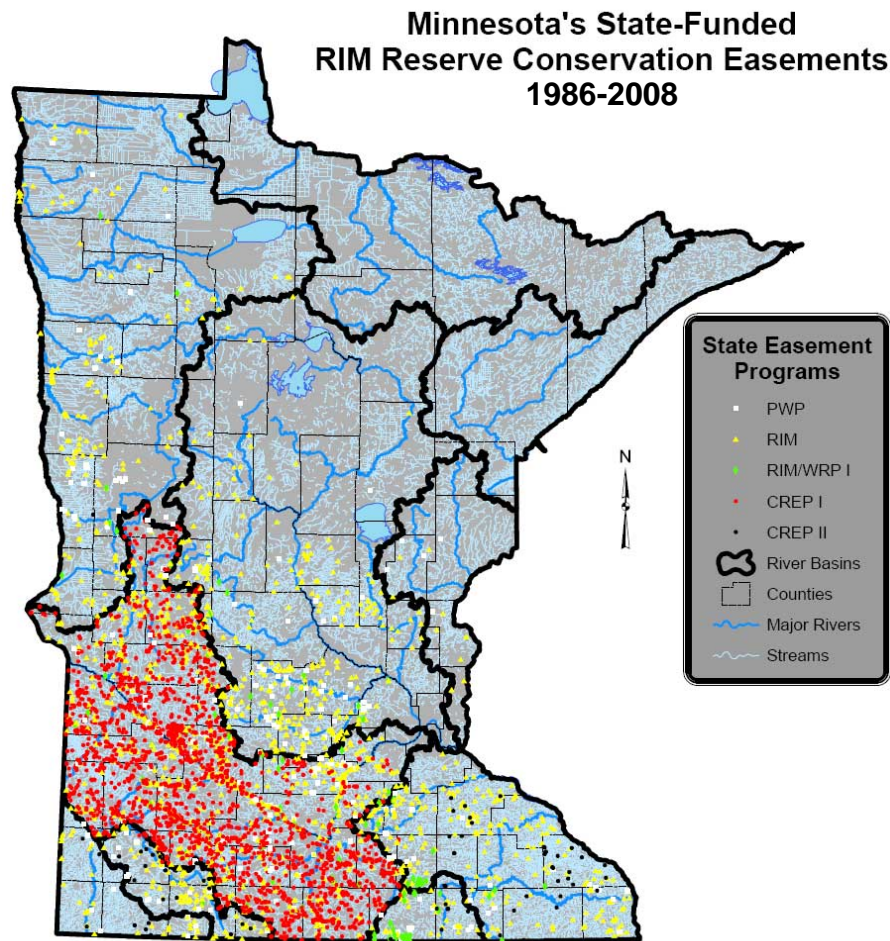 Minnesota's State-Funded
RIM Reserve Conservation Easements
1986-2008
State Easement
Programs
PWP
RIM
RIM/WRP I
CREP I
CREP II
River Basins
Counties
Major Rivers
Streams
N